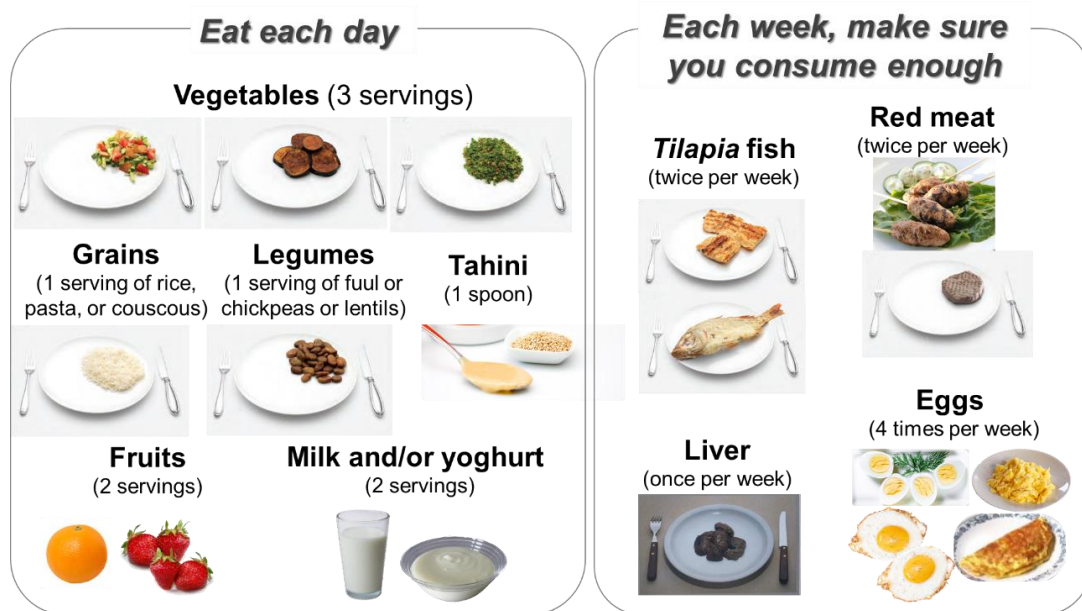 Eat each day
Vegetables (3 servings)
Grains
(1 serving of rice,
pasta, or couscous)
Legumes
(1 serving of fuul or
chickpeas or lentils)
Tahini
(1 spoon)
Fruits
(2 servings)
Milk and/or yoghurt
(2 servings)
Each week, make sure
you consume enough
Tilapia fish
(twice per week)
Red meat
(twice per week)
Liver
(once per week)
Eggs
(4 times per week)